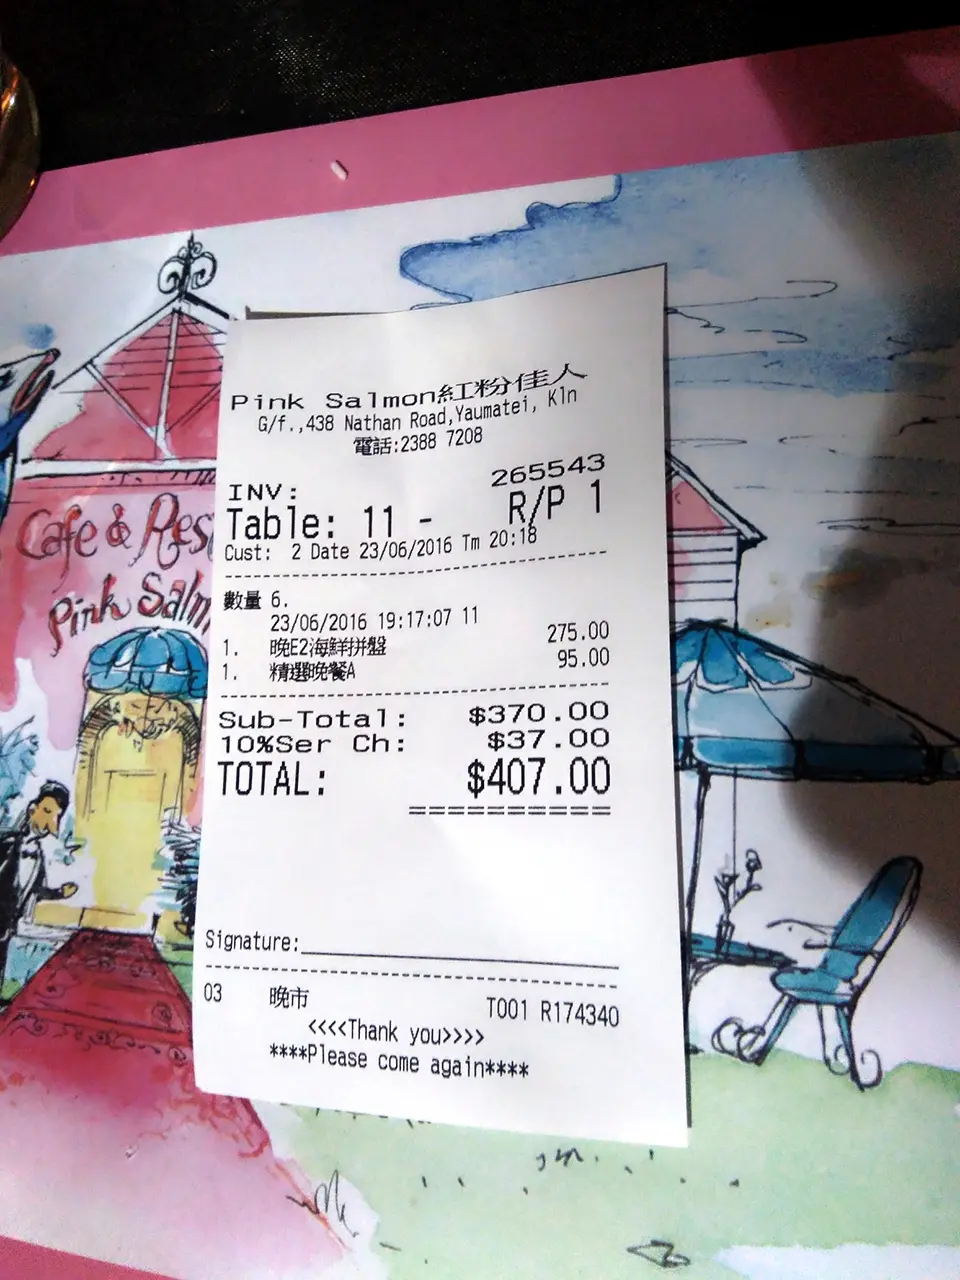 Cafe & Res
Pink Salm
Pink Salmon紅粉佳人
G/f.,438 Nathan Road,Yaumatei, Kln
電話:2388 7208
INV: 265543
Table: 11 - R/P 1
Cust: 2 Date 23/06/2016 Tm 20:18
數量 6.
23/06/2016 19:17:07 11
1. 晚E2海鮮拼盤 275.00
1. 精選晚餐A 95.00
Sub-Total: $370.00
10%Ser Ch: $37.00
TOTAL: $407.00
==========
Signature:
03 晚市 T001 R174340
<<<<Thank you>>>>
****Please come again****